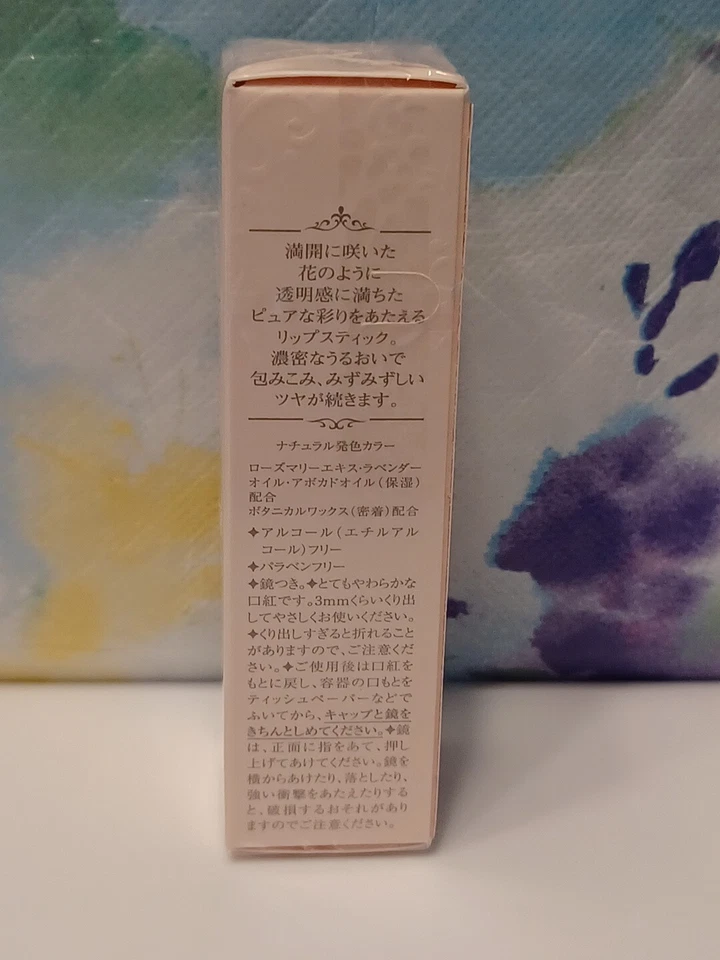 満開に咲いた
花のように
透明感に満ちた
ピュアな彩りをあたえる
リップスティック。
濃密なうるおいで
包みこみ、みずみずしい
ツヤが続きます。
ナチュラル発色カラー
ローズマリーエキス・ラベンダー
オイル・アボカドオイル（保湿）
配合
ボタニカルワックス（密着）配合
✦アルコール（エチルアル
コール）フリー
✦パラベンフリー
✦鏡つき。✦とてもやわらかな
口紅です。3mmくらいくり出
してやさしくお使いください。
✦くり出しすぎると折れること
がありますので、ご注意くだ
さい。✦ご使用後は口紅を
もとに戻し、容器の口もとを
ティッシュペーパーなどで
ふいてから、キャップと鏡を
きちんとしめてください。✦鏡
は、正面に指をあて、押し
上げてあけてください。鏡を
横からあけたり、落としたり、
強い衝撃をあたえたりする
と、破損するおそれがあり
ますのでご注意ください。